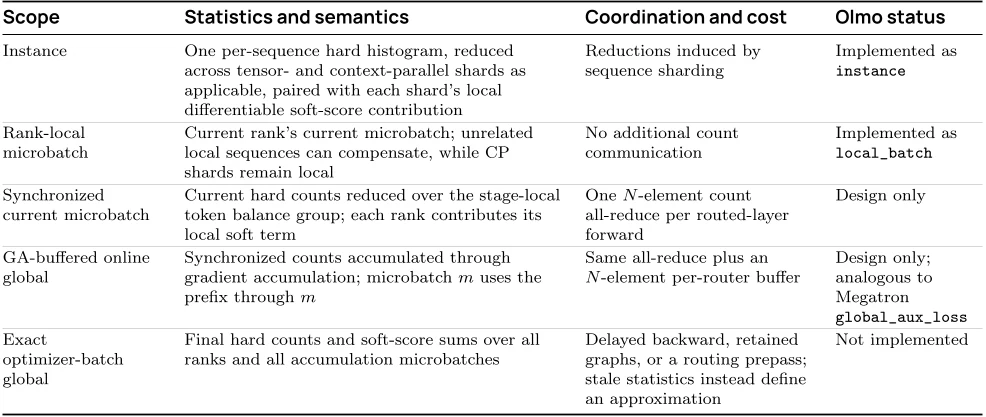 Scope Statistics and semantics Coordination and cost Olmo status
Instance One per-sequence hard histogram, reduced Reductions induced by Implemented as
across tensor- and context-parallel shards as sequence sharding instance
applicable, paired with each shard's local
differentiable soft-score contribution
Rank-local Current rank's current microbatch; unrelated No additional count Implemented as
microbatch local sequences can compensate, while CP communication local_batch
shards remain local
Synchronized Current hard counts reduced over the stage-local One N-element count Design only
current microbatch token balance group; each rank contributes its all-reduce per routed-layer
local soft term forward
GA-buffered online Synchronized counts accumulated through Same all-reduce plus an Design only;
global gradient accumulation; microbatch m uses the N-element per-router buffer analogous to
prefix through m Megatron
global_aux_loss
Exact Final hard counts and soft-score sums over all Delayed backward, retained Not implemented
optimizer-batch ranks and all accumulation microbatches graphs, or a routing prepass;
global stale statistics instead define
an approximation